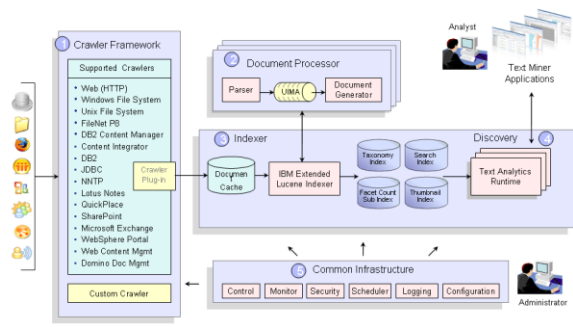 1
Crawler Framework
Supported Crawlers
• Web (HTTP)
• Windows File System
• Unix File System
• FileNet P8
• DB2 Content Manager
• Content Integrator
• DB2
• JDBC
• NNTP
• Lotus Notes
• QuickPlace
• SharePoint
• Microsoft Exchange
• WebSphere Portal
• Web Content Mgmt
• Domino Doc Mgmt
Crawler
Plug-in
Custom Crawler
2
Document Processor
Parser
UIMA
Document
Generator
Analyst
Text Miner
Applications
3
Indexer
Documen
t
Cache
IBM Extended
Lucene Indexer
Taxonomy
Index
Search
Index
Facet Count
Sub Index
Thumbnail
Index
Discovery
4
Text Analytics
Runtime
5
Common Infrastructure
Control
Monitor
Security
Scheduler
Logging
Configuration
Administrator